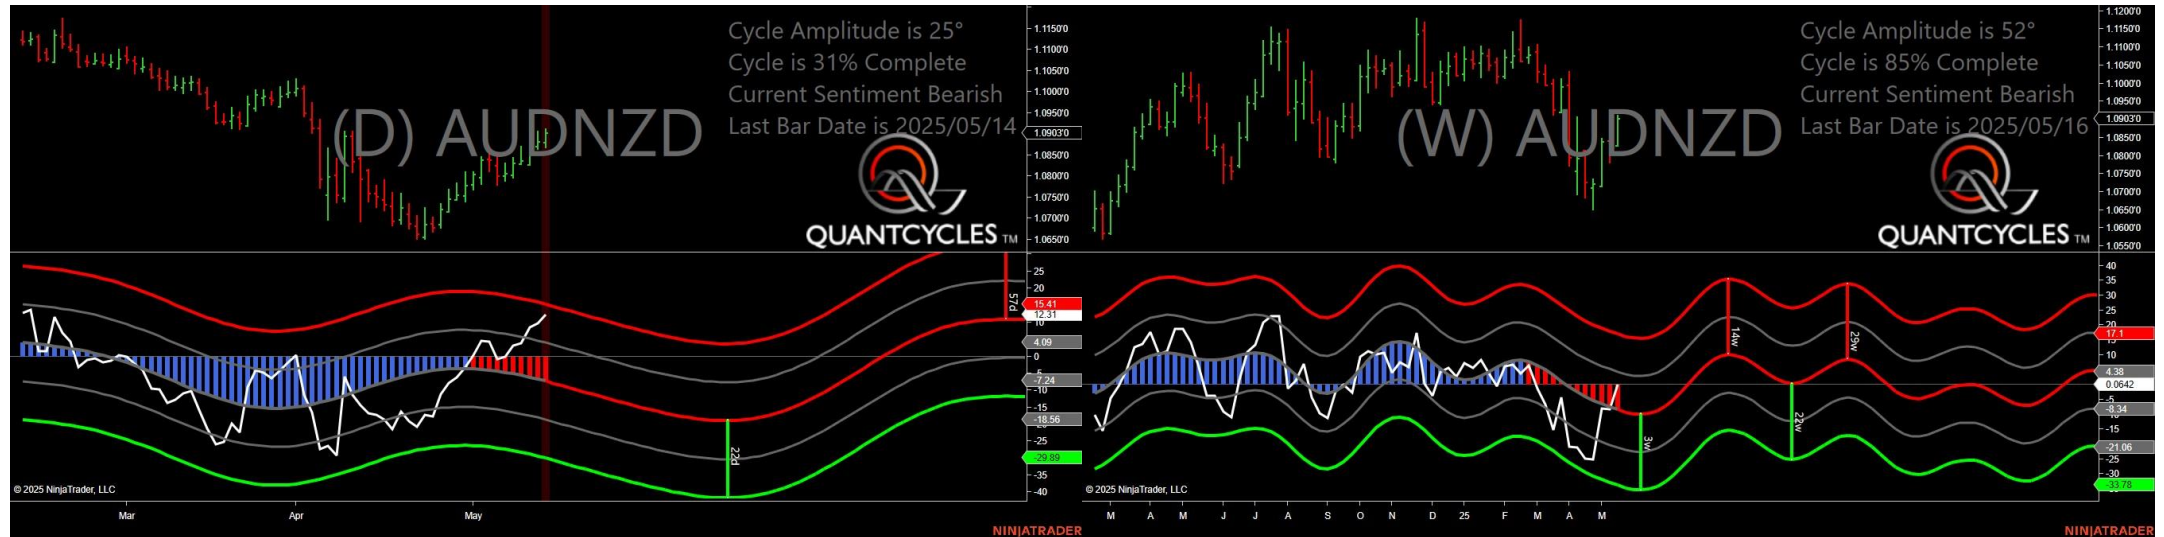 Cycle Amplitude is 25°
Cycle is 31% Complete
Current Sentiment Bearish
Last Bar Date is 2025/05/14
(D) AUDNZD
QUANTCYCLES TM
1.1150'0
1.1100'0
1.1050'0
1.1000'0
1.0950'0
1.0903'0
1.0850'0
1.0800'0
1.0750'0
1.0700'0
1.0650'0
25
20
15.41
12.31
10
4.09
0
-5
-7.24
-10
-15
-18.56
-25
-29.89
-35
-40
57d
22d
© 2025 NinjaTrader, LLC
Mar Apr May
NINJATRADER
Cycle Amplitude is 52°
Cycle is 85% Complete
Current Sentiment Bearish
Last Bar Date is 2025/05/16
(W) AUDNZD
QUANTCYCLES TM
1.1200'0
1.1150'0
1.1100'0
1.1050'0
1.1000'0
1.0950'0
1.0903'0
1.0850'0
1.0800'0
1.0750'0
1.0700'0
1.0650'0
1.0600'0
1.0550'0
40
35
30
25
20
17.1
10
4.38
0.0642
-5
-8.34
-15
-21.06
-25
-30
-33.78
14w
29w
3w
22w
© 2025 NinjaTrader, LLC
M A M J J A S O N D 25 F M A M
NINJATRADER